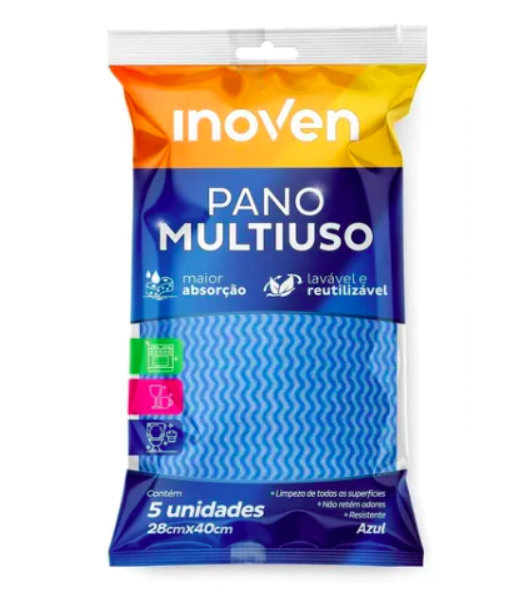 inoven
PANO
MULTIUSO
maior
absorção
lavável e
reutilizável
Contém
5 unidades
28cmx40cm
+Limpeza de todas as superfícies
+Não retém odores
+Resistente
Azul